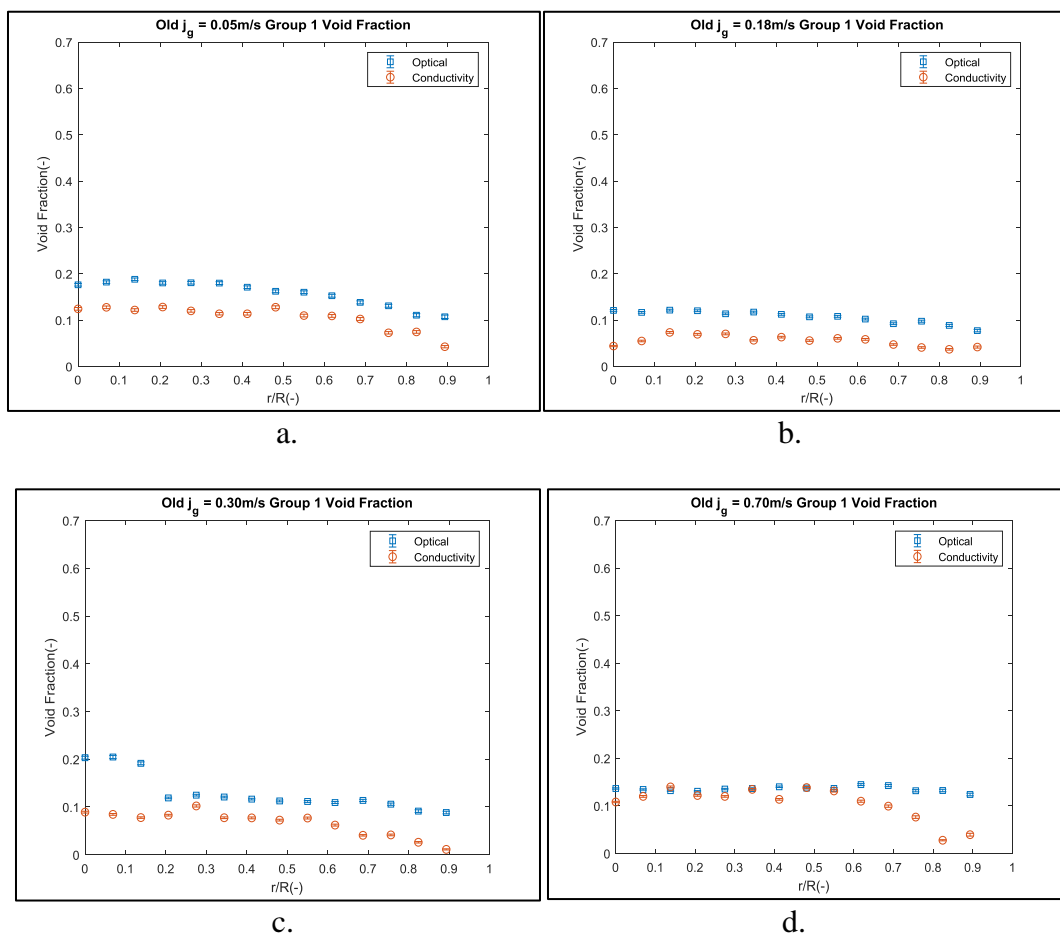 Old jg = 0.05m/s Group 1 Void Fraction
0.7
0.6
0.5
0.4
0.3
0.2
0.1
0
Void Fraction(-)
Optical
Conductivity
0 0.1 0.2 0.3 0.4 0.5 0.6 0.7 0.8 0.9 1
r/R(-)
a.
Old jg = 0.18m/s Group 1 Void Fraction
0.7
0.6
0.5
0.4
0.3
0.2
0.1
0
Void Fraction(-)
Optical
Conductivity
0 0.1 0.2 0.3 0.4 0.5 0.6 0.7 0.8 0.9 1
r/R(-)
b.
Old jg = 0.30m/s Group 1 Void Fraction
0.7
0.6
0.5
0.4
0.3
0.2
0.1
0
Void Fraction(-)
Optical
Conductivity
0 0.1 0.2 0.3 0.4 0.5 0.6 0.7 0.8 0.9 1
r/R(-)
c.
Old jg = 0.70m/s Group 1 Void Fraction
0.7
0.6
0.5
0.4
0.3
0.2
0.1
0
Void Fraction(-)
Optical
Conductivity
0 0.1 0.2 0.3 0.4 0.5 0.6 0.7 0.8 0.9 1
r/R(-)
d.